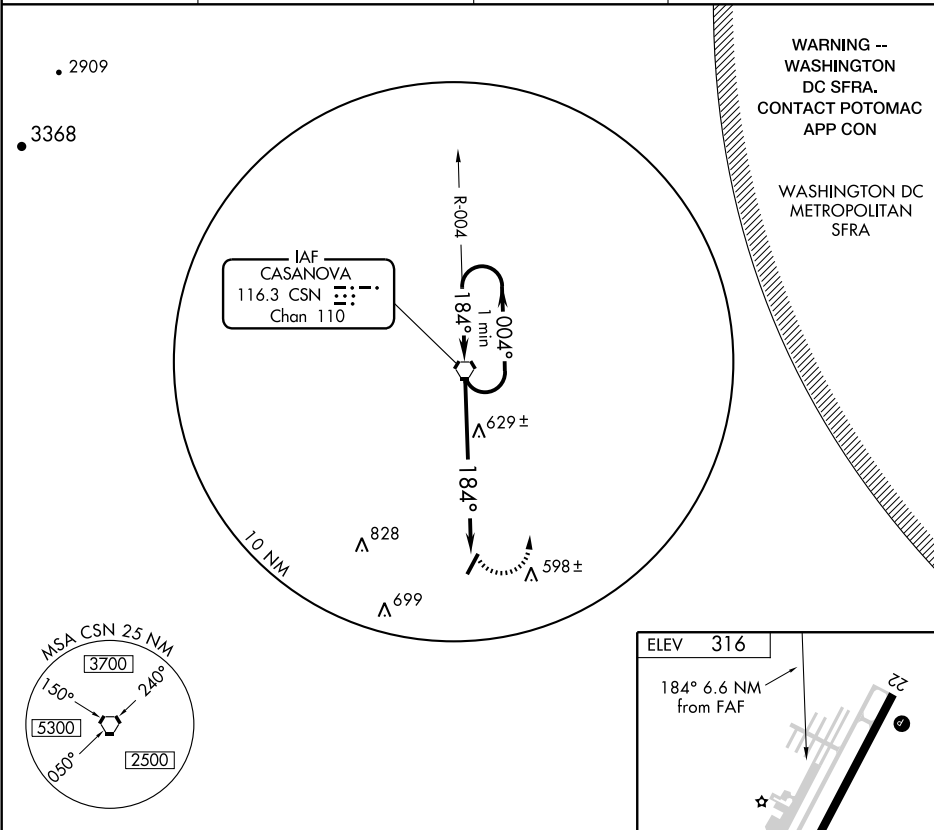 2909
3368
WARNING --
WASHINGTON
DC SFRA.
CONTACT POTOMAC
APP CON
WASHINGTON DC
METROPOLITAN
SFRA
R-004
IAF
CASANOVA
116.3 CSN
Chan 110
184°
1 min
004°
629±
184°
828
598±
699
10 NM
MSA CSN 25 NM
3700
150°
240°
5300
050°
2500
ELEV 316
184° 6.6 NM
from FAF
22
P